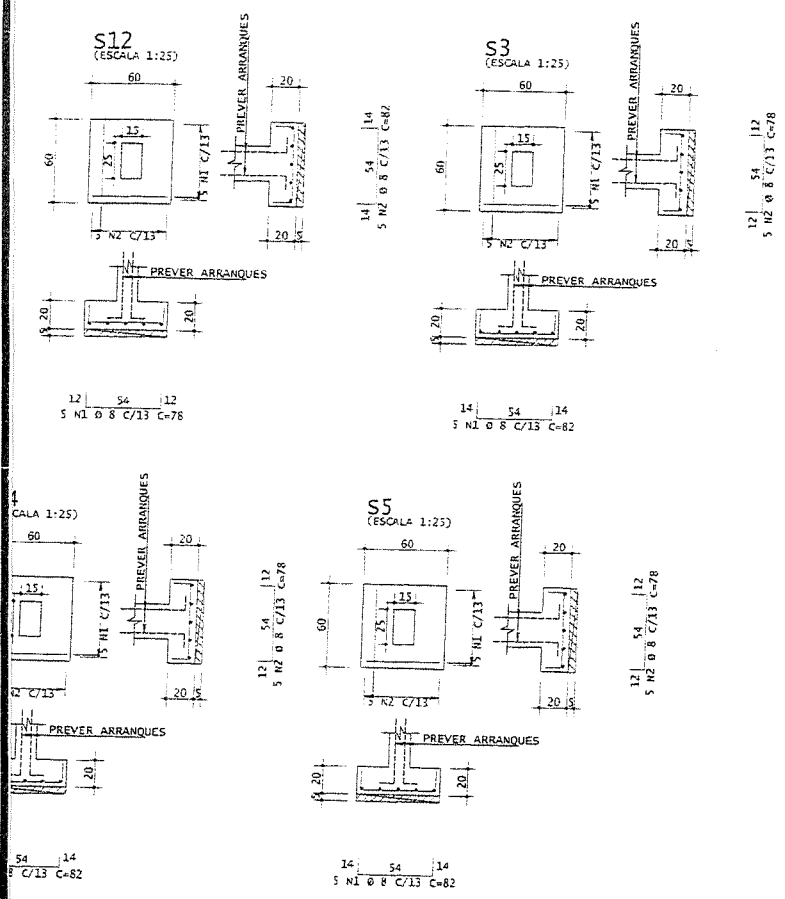 S12
(ESCALA 1:25)
60
20
PREVER ARRANQUES
15
25
60
5 N1 C/13
5 N2 C/13
20 5
14 54 14
5 N2 Ø 8 C/13 C=82
PREVER ARRANQUES
20
5
20
12 54 12
5 N1 Ø 8 C/13 C=78
S3
(ESCALA 1:25)
60
20
PREVER ARRANQUES
15
25
60
5 N1 C/13
5 N2 C/13
20 5
12 54 12
5 N2 Ø 8 C/13 C=78
PREVER ARRANQUES
20
5
20
14 54 14
5 N1 Ø 8 C/13 C=82
CALA 1:25)
60
20
PREVER ARRANQUES
15
5 N1 C/13
N2 C/13
20 5
12 54 12
5 N2 Ø 8 C/13 C=78
PREVER ARRANQUES
20
54 14
8 C/13 C=82
S5
(ESCALA 1:25)
60
20
PREVER ARRANQUES
15
25
60
5 N1 C/13
5 N2 C/13
20 5
12 54 12
5 N2 Ø 8 C/13 C=78
PREVER ARRANQUES
20
5
20
14 54 14
5 N1 Ø 8 C/13 C=82